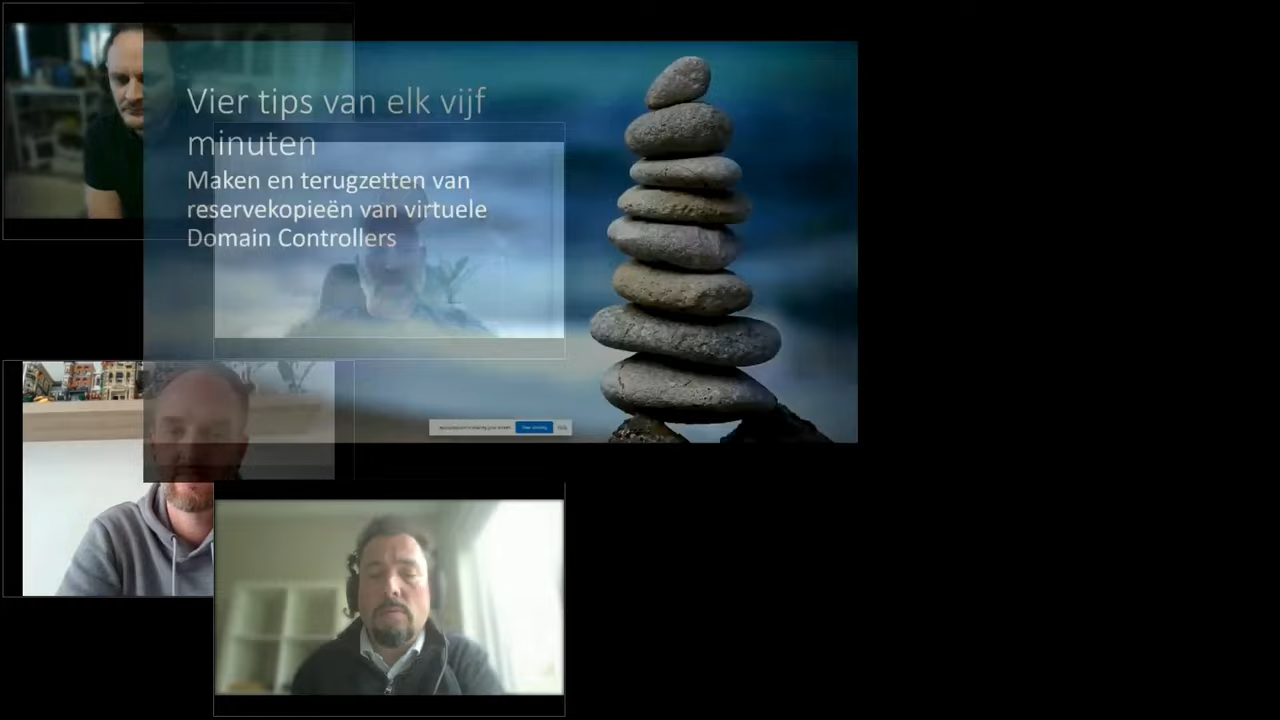 Vier tips van elk vijf
minuten
Maken en terugzetten van
reservekopieën van virtuele
Domain Controllers